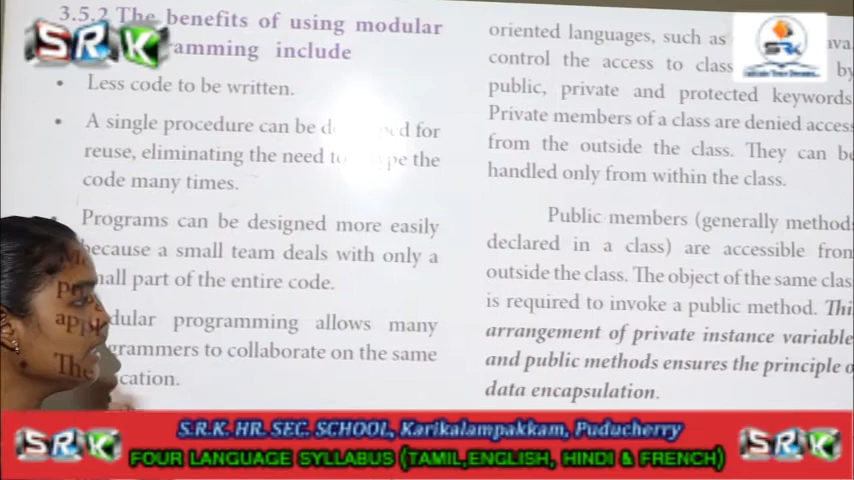 3.5.2 The benefits of using modular
include
• Less code to be written.
• A single procedure can be for
reuse, eliminating the need to the
code many times.
Programs can be designed more easily
because a small team deals with only a
small part of the entire code.
programming allows many
to collaborate on the same
oriented languages, such as
control the access to class by
public, private and protected keywords.
Private members of a class are denied access
from the outside the class. They can be
handled only from within the class.
Public members (generally methods
declared in a class) are accessible from
outside the class. The object of the same class
is required to invoke a public method. This
arrangement of private instance variable
and public methods ensures the principle o
data encapsulation.
SRK
SRK
S.R.K. HR. SEC. SCHOOL, Karikalampakkam, Puducherry
FOUR LANGUAGE SYLLABUS (TAMIL,ENGLISH, HINDI & FRENCH)
SRK
SRK